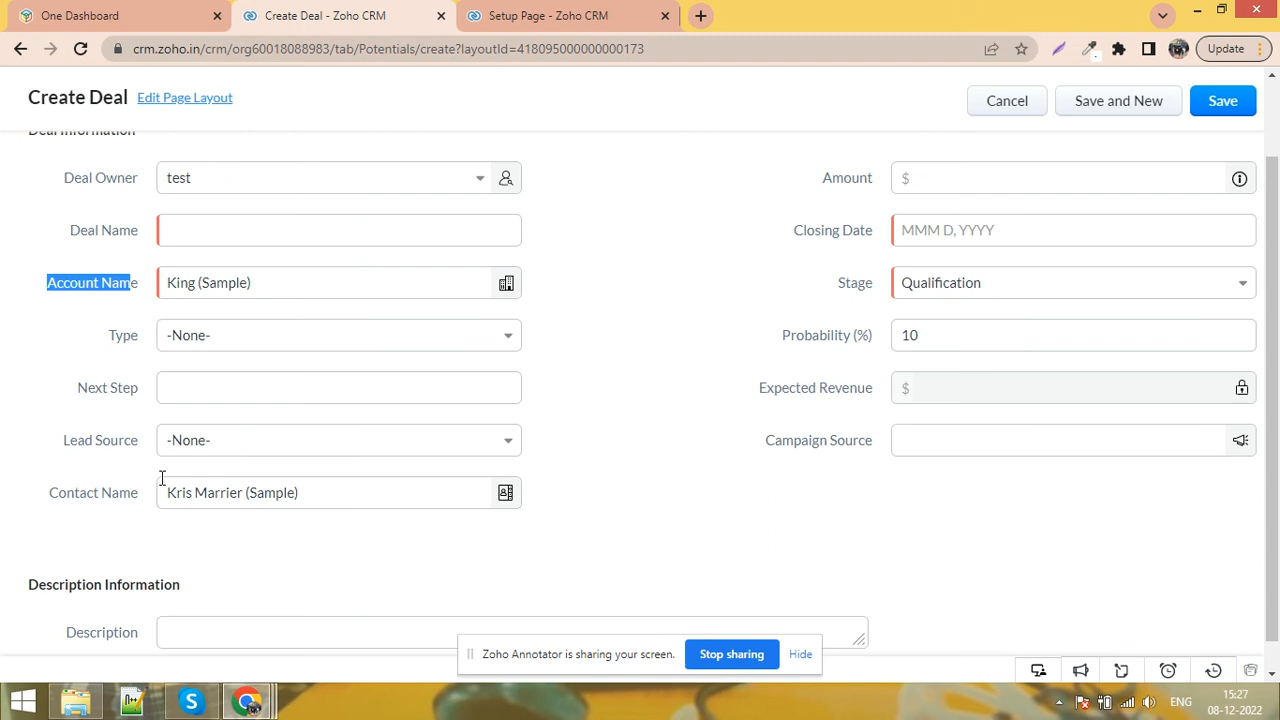 One Dashboard
Create Deal - Zoho CRM
Setup Page - Zoho CRM
crm.zoho.in/crm/org60018088983/tab/Potentials/create?layoutId=418095000000000173
Update
Create Deal
Edit Page Layout
Cancel
Save and New
Save
Deal Information
Deal Owner
test
Amount
$
Deal Name
Closing Date
MMM D, YYYY
Account Name
King (Sample)
Stage
Qualification
Type
-None-
Probability (%)
10
Next Step
Expected Revenue
$
Lead Source
-None-
Campaign Source
Contact Name
Kris Marrier (Sample)
Description Information
Description
Zoho Annotator is sharing your screen.
Stop sharing
Hide
ENG
15:27
08-12-2022